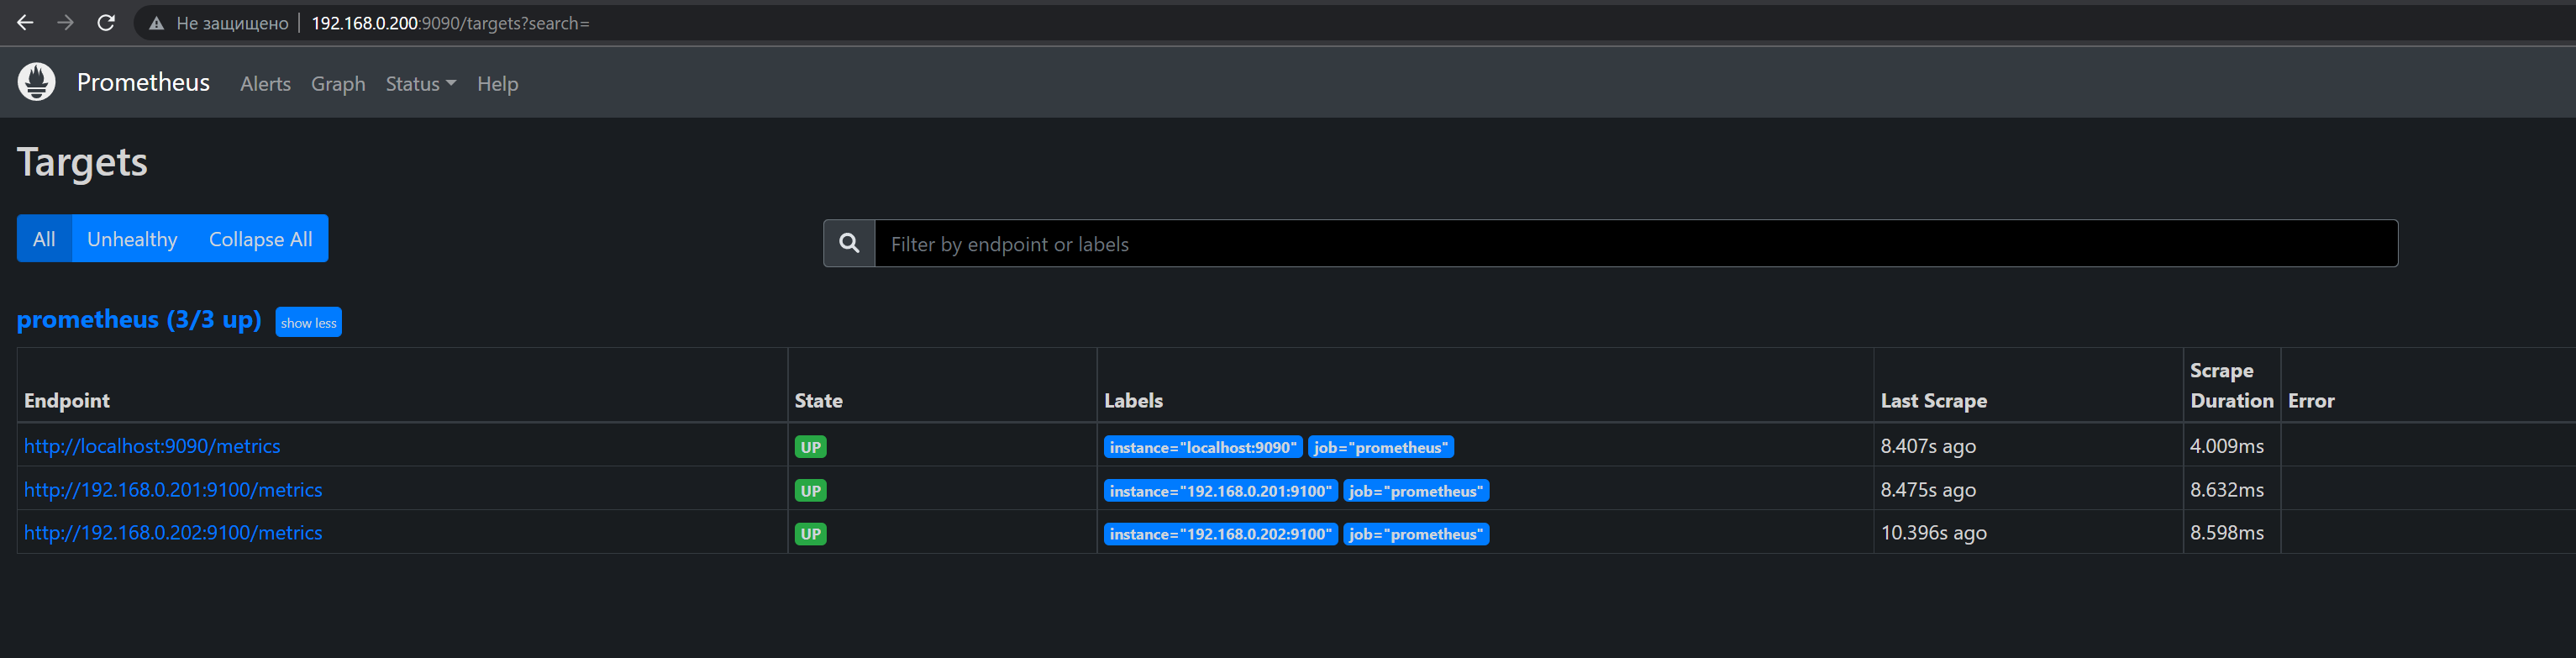 Не защищено 192.168.0.200:9090/targets?search=
Prometheus Alerts Graph Status Help
Targets
All Unhealthy Collapse All Filter by endpoint or labels
prometheus (3/3 up) show less
Endpoint State Labels Last Scrape Scrape Duration Error
http://localhost:9090/metrics UP instance="localhost:9090" job="prometheus" 8.407s ago 4.009ms
http://192.168.0.201:9100/metrics UP instance="192.168.0.201:9100" job="prometheus" 8.475s ago 8.632ms
http://192.168.0.202:9100/metrics UP instance="192.168.0.202:9100" job="prometheus" 10.396s ago 8.598ms